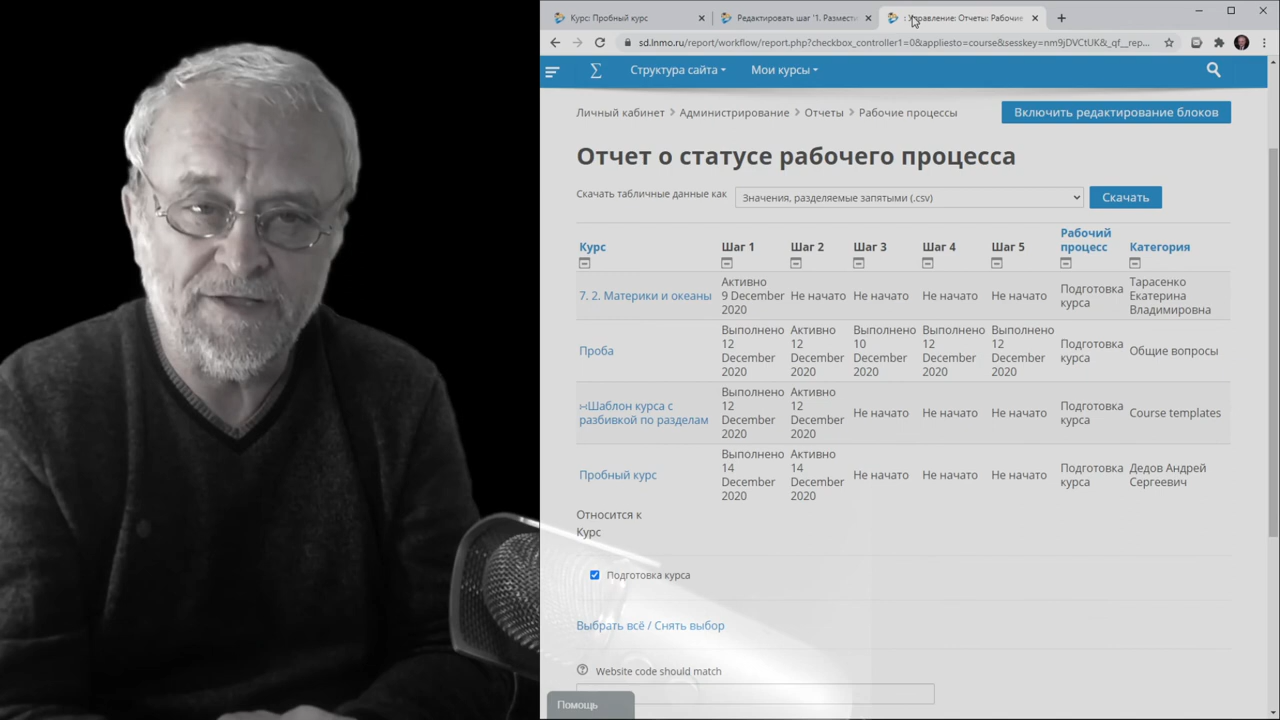 Курс: Пробный курс
Редактировать шаг '1. Размести
: Управление: Отчеты: Рабочие
sd.lnmo.ru/report/workflow/report.php?checkbox_controller1=0&appliesto=course&sesskey=nm9jDVCtUK&_qf__rep...
Структура сайта
Мои курсы
Личный кабинет > Администрирование > Отчеты > Рабочие процессы
Включить редактирование блоков
Отчет о статусе рабочего процесса
Скачать табличные данные как
Значения, разделяемые запятыми (.csv)
Скачать
Курс Шаг 1 Шаг 2 Шаг 3 Шаг 4 Шаг 5 Рабочий процесс Категория
7. 2. Материки и океаны Активно 9 December 2020 Не начато Не начато Не начато Не начато Подготовка курса Тарасенко Екатерина Владимировна
Проба Выполнено 12 December 2020 Активно 12 December 2020 Выполнено 10 December 2020 Выполнено 12 December 2020 Выполнено 12 December 2020 Подготовка курса Общие вопросы
Шаблон курса с разбивкой по разделам Выполнено 12 December 2020 Активно 12 December 2020 Не начато Не начато Не начато Подготовка курса Course templates
Пробный курс Выполнено 14 December 2020 Активно 14 December 2020 Не начато Не начато Не начато Подготовка курса Дедов Андрей Сергеевич
Относится к
Курс
Подготовка курса
Выбрать всё / Снять выбор
Website code should match
Помощь